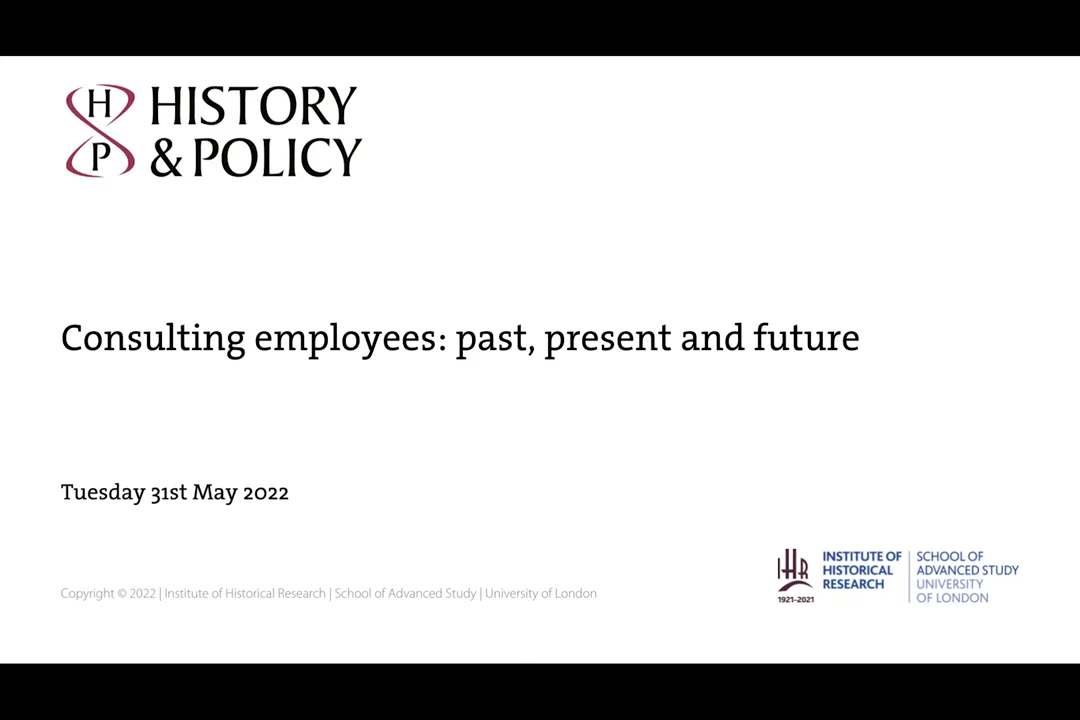 H
P
HISTORY
& POLICY
Consulting employees: past, present and future
Tuesday 31st May 2022
Copyright © 2022 | Institute of Historical Research | School of Advanced Study | University of London
IHR
1921-2021
INSTITUTE OF
HISTORICAL
RESEARCH
SCHOOL OF
ADVANCED STUDY
UNIVERSITY
OF LONDON